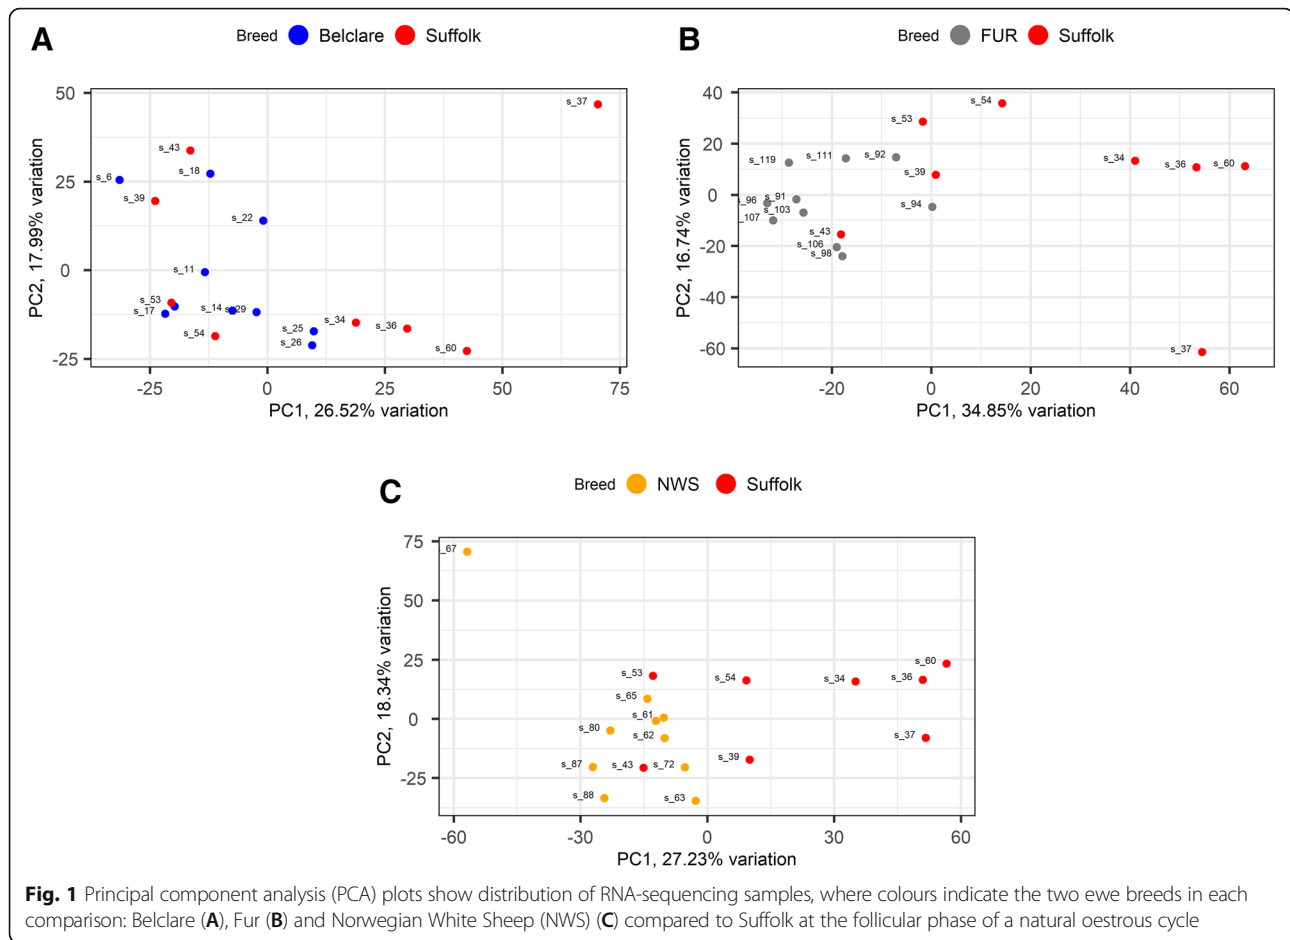 A
Breed Belclare Suffolk
PC2, 17.99% variation
50
25
0
-25
s_37
s_43
s_18
s_6
s_39
s_22
s_11
s_53
s_17
s_14
s_54
s_25
s_26
s_34
s_36
s_60
-25 0 25 50 75
PC1, 26.52% variation
B
Breed FUR Suffolk
PC2, 16.74% variation
40
20
0
-20
-40
-60
s_54
s_53
s_119
s_111
s_92
s_34
s_36
s_60
s_39
s_96
s_91
s_103
s_107
s_94
s_43
s_106
s_98
s_37
-20 0 20 40 60
PC1, 34.85% variation
C
Breed NWS Suffolk
PC2, 18.34% variation
75
50
25
0
-25
_67
s_60
s_53
s_54
s_34
s_36
s_65
s_61
s_80
s_62
s_37
s_39
s_87
s_43
s_72
s_88
s_63
-60 -30 0 30 60
PC1, 27.23% variation
Fig. 1 Principal component analysis (PCA) plots show distribution of RNA-sequencing samples, where colours indicate the two ewe breeds in each
comparison: Belclare (A), Fur (B) and Norwegian White Sheep (NWS) (C) compared to Suffolk at the follicular phase of a natural oestrous cycle